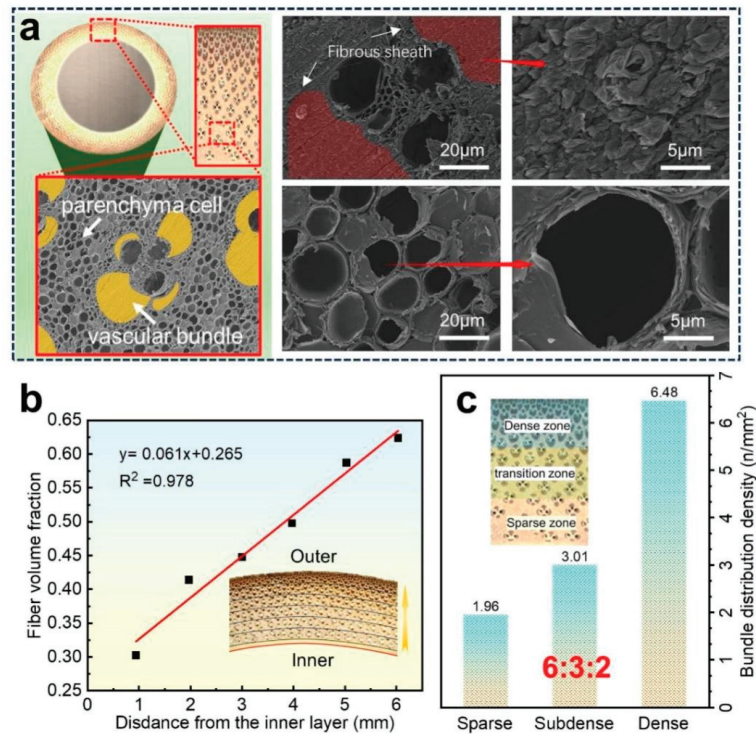 a
Fibrous sheath
20μm
5μm
parenchyma cell
vascular bundle
20μm
5μm
b
0.65
0.60
0.55
0.50
0.45
0.40
0.35
0.30
0.25
Fiber volume fraction
y= 0.061x+0.265
R² =0.978
Outer
Inner
0 1 2 3 4 5 6
Disdance from the inner layer (mm)
c
Dense zone
transition zone
Sparse zone
1.96
3.01
6.48
6:3:2
Sparse Subdense Dense
7
6
5
4
3
2
1
0
Bundle distribution density (n/mm²)